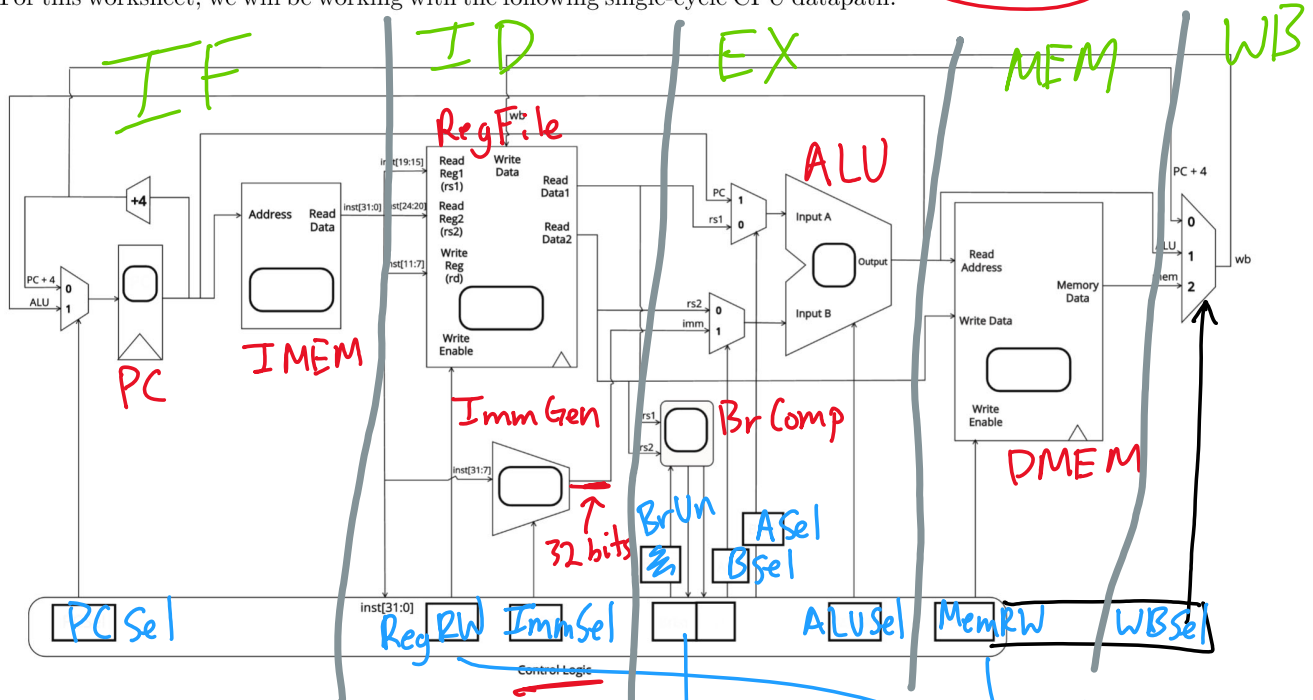 For this worksheet, we will be working with the following single-cycle CPU datapath:
IF
ID
EX
MEM
WB
wb
RegFile
ALU
inst[19:15]
Read Reg1 (rs1)
Write Data
Read Data1
PC + 4
PC
1
+4
Address
Read Data
inst[31:0]
inst[24:20]
Read Reg2 (rs2)
rs1
0
Input A
0
Read Data2
Write Reg (rd)
inst[11:7]
Output
Read Address
ALU
1
wb
PC + 4
0
mem
2
Memory Data
ALU
1
rs2
0
imm
1
Input B
Write Data
Write Enable
IMEM
PC
ImmGen
rs1
rs2
BrComp
Write Enable
DMEM
inst[31:7]
32 bits
BrUn
ASel
BSel
PCSel
inst[31:0]
RegRW
ImmSel
ALUSel
MemRW
WBSel
Control Logic